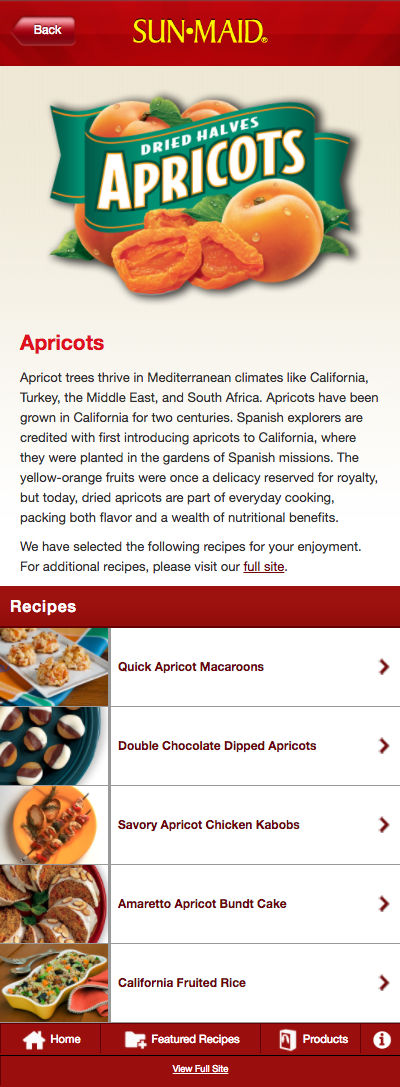 Back
SUN•MAID®
DRIED HALVES
APRICOTS
Apricots
Apricot trees thrive in Mediterranean climates like California,
Turkey, the Middle East, and South Africa. Apricots have been
grown in California for two centuries. Spanish explorers are
credited with first introducing apricots to California, where
they were planted in the gardens of Spanish missions. The
yellow-orange fruits were once a delicacy reserved for royalty,
but today, dried apricots are part of everyday cooking,
packing both flavor and a wealth of nutritional benefits.
We have selected the following recipes for your enjoyment.
For additional recipes, please visit our full site.
Recipes
Quick Apricot Macaroons
Double Chocolate Dipped Apricots
Savory Apricot Chicken Kabobs
Amaretto Apricot Bundt Cake
California Fruited Rice
Home Featured Recipes Products
View Full Site